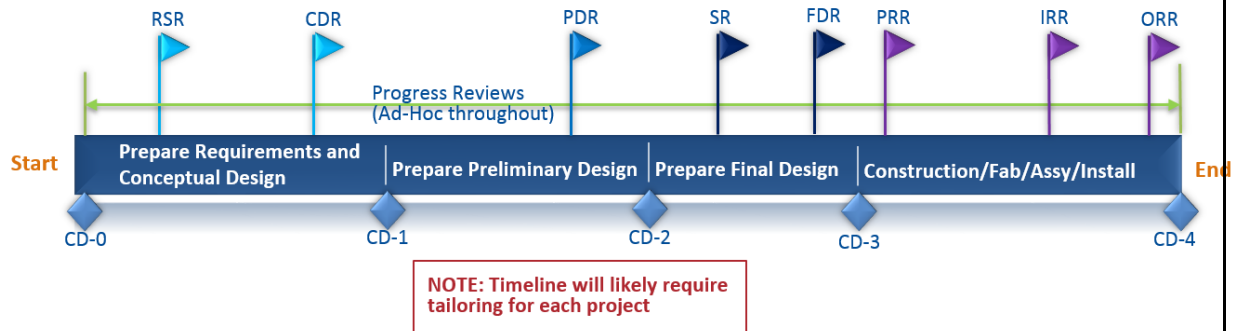 RSR
CDR
PDR
SR
FDR
PRR
IRR
ORR
Progress Reviews
(Ad-Hoc throughout)
Start
Prepare Requirements and
Conceptual Design
Prepare Preliminary Design
Prepare Final Design
Construction/Fab/Assy/Install
End
CD-0
CD-1
CD-2
CD-3
CD-4
NOTE: Timeline will likely require
tailoring for each project